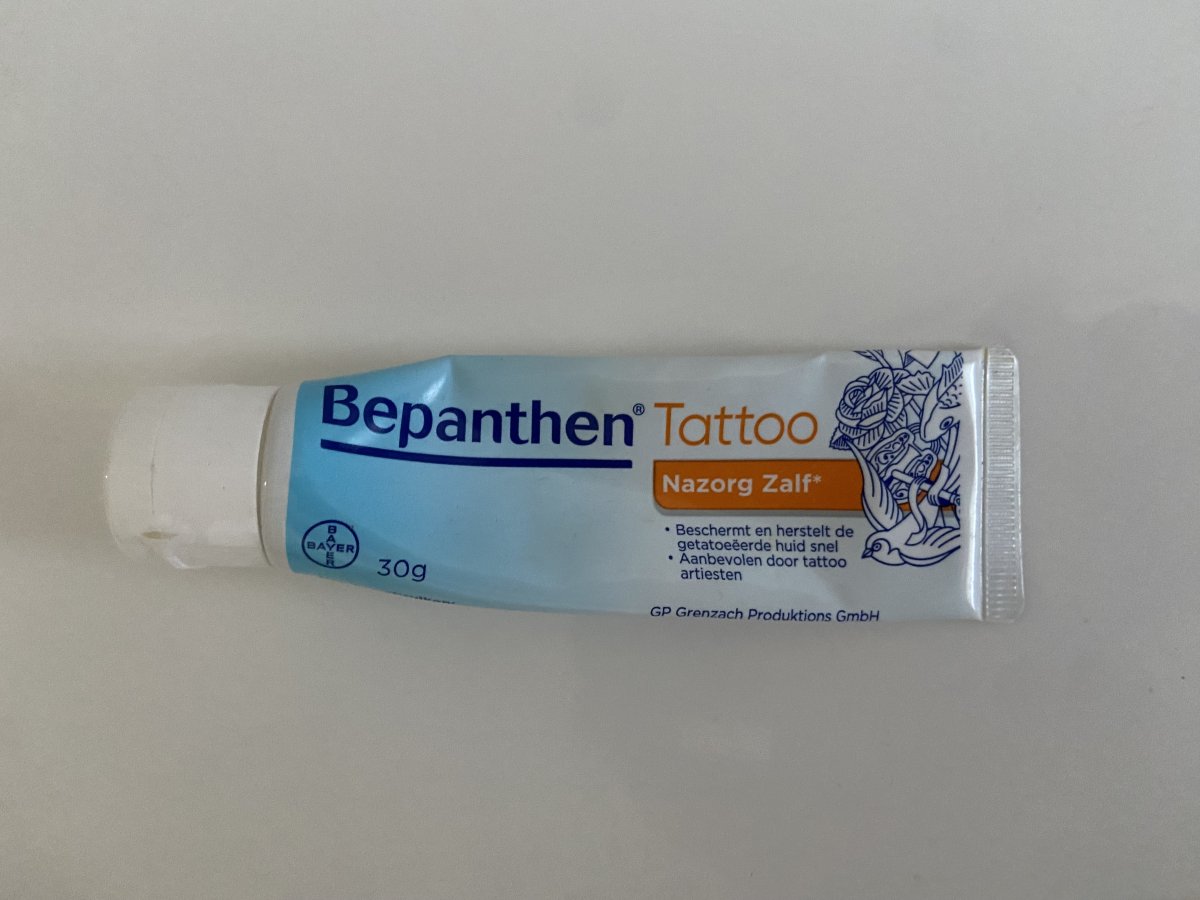 Bepanthen® Tattoo
Nazorg Zalf*
• Beschermt en herstelt de
getatoeëerde huid snel
• Aanbevolen door tattoo
artiesten
BAYER
BAYER
30g
GP Grenzach Produktions GmbH